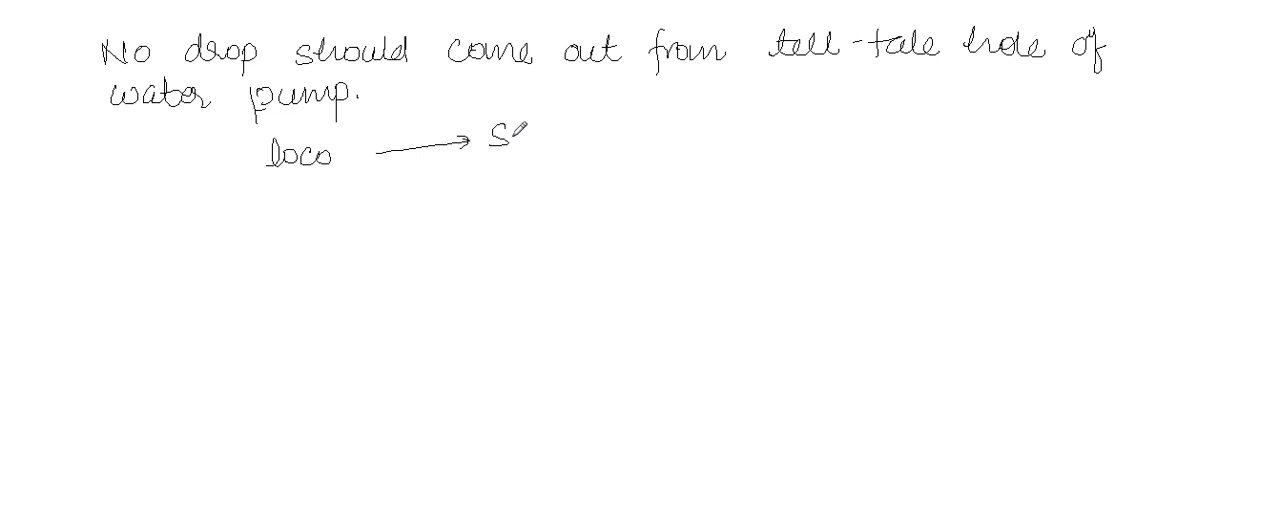 No drop should come out from tell-tale hole of
water pump.
loco → S